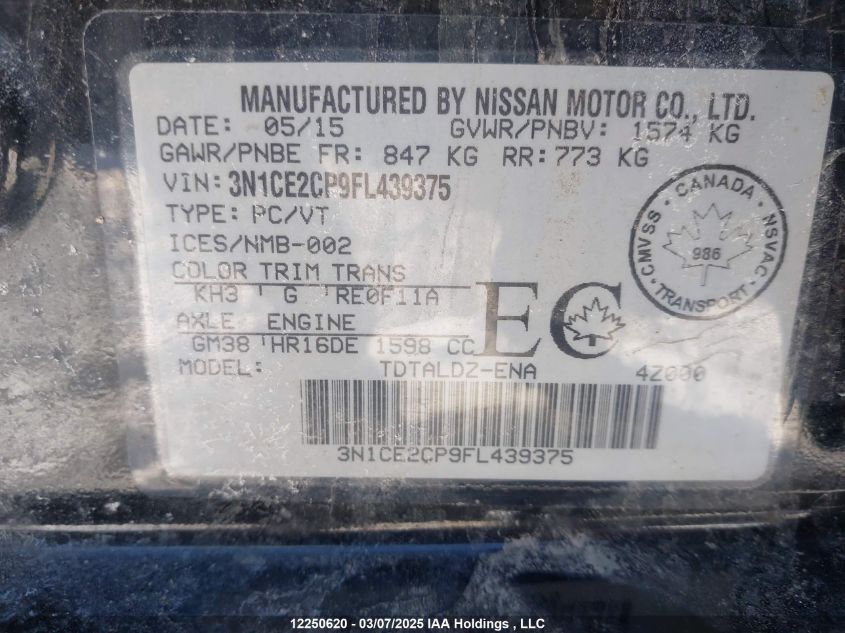 MANUFACTURED BY NISSAN MOTOR CO., LTD.
DATE: 05/15 GVWR/PNBV: 1574 KG
GAWR/PNBE FR: 847 KG RR: 773 KG
VIN: 3N1CE2CP9FL439375
TYPE: PC/VT
ICES/NMB-002
COLOR TRIM TRANS
KH3 G RE0F11A
AXLE ENGINE
GM38 HR16DE 1598 CC
EC
CANADA
CMVSS NSVAC
986
TRANSPORT
MODEL: TDTALDZ-ENA 4Z000
3N1CE2CP9FL439375
12250620 - 03/07/2025 IAA Holdings , LLC